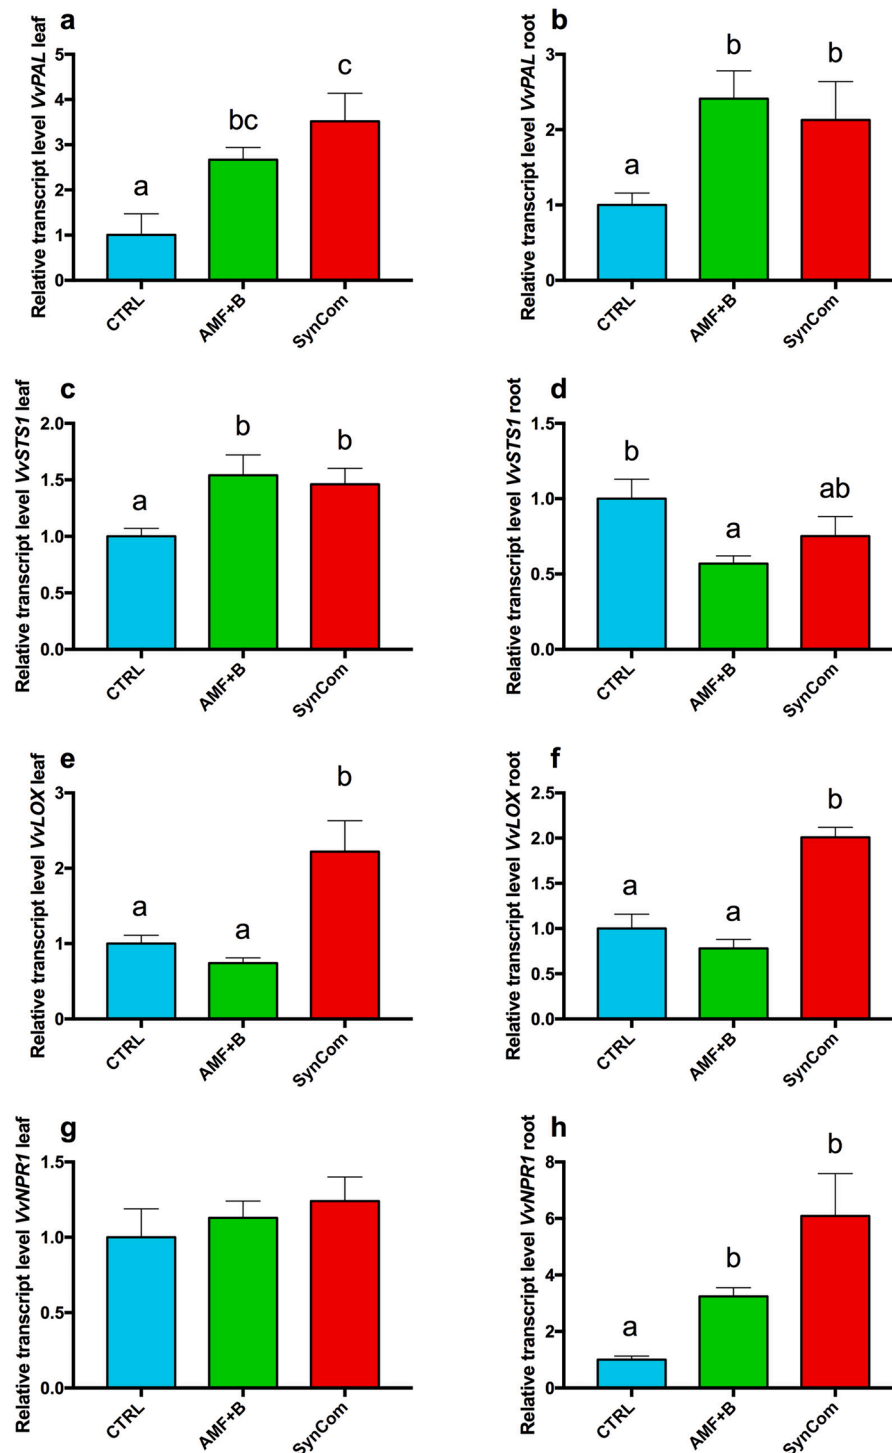 a
Relative transcript level VvPAL leaf
5
4
3
2
1
0
a
bc
c
CTRL
AMF+B
SynCom
b
Relative transcript level VvPAL root
3
2
1
0
a
b
b
CTRL
AMF+B
SynCom
c
Relative transcript level VvSTS1 leaf
2.0
1.5
1.0
0.5
0.0
a
b
b
CTRL
AMF+B
SynCom
d
Relative transcript level VvSTS1 root
1.5
1.0
0.5
0.0
b
a
ab
CTRL
AMF+B
SynCom
e
Relative transcript level VvLOX leaf
3
2
1
0
a
a
b
CTRL
AMF+B
SynCom
f
Relative transcript level VvLOX root
2.5
2.0
1.5
1.0
0.5
0.0
a
a
b
CTRL
AMF+B
SynCom
g
Relative transcript level VvNPR1 leaf
1.5
1.0
0.5
0.0
CTRL
AMF+B
SynCom
h
Relative transcript level VvNPR1 root
8
6
4
2
0
a
b
b
CTRL
AMF+B
SynCom